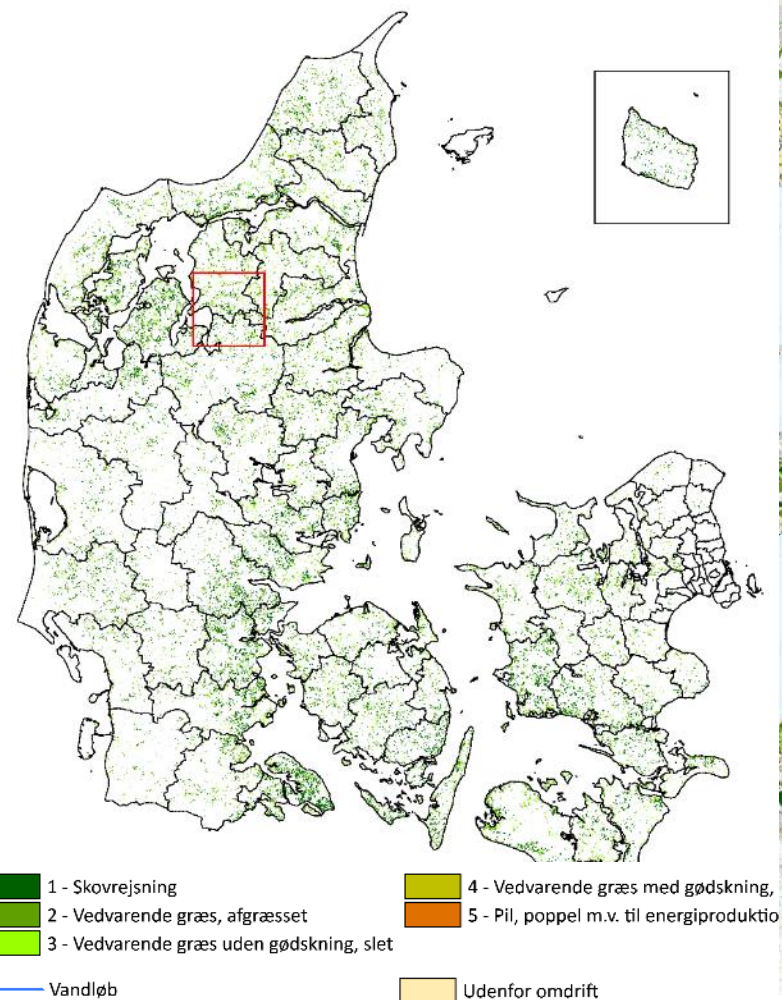 1 - Skovrejsning
2 - Vedvarende græs, afgræsset
3 - Vedvarende græs uden gødskning, slet
4 - Vedvarende græs med gødskning,
5 - Pil, poppel m.v. til energiproduktio
Vandløb
Udenfor omdrift